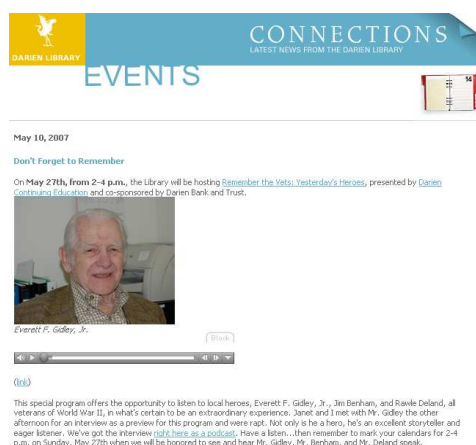 CONNECTIONS
LATEST NEWS FROM THE DARIEN LIBRARY
DARIEN LIBRARY
EVENTS
14
May 10, 2007
Don't Forget to Remember
On May 27th, from 2-4 p.m., the Library will be hosting Remember the Vets: Yesterday's Heroes, presented by Darien
Continuing Education and co-sponsored by Darien Bank and Trust.
Everett F. Gidley, Jr.
Block
(link)
This special program offers the opportunity to listen to local heroes, Everett F. Gidley, Jr., Jim Benham, and Rawle Deland, all
veterans of World War II, in what's certain to be an extraordinary experience. Janet and I met with Mr. Gidley the other
afternoon for an interview as a preview for this program and were rapt. Not only is he a hero, he's an excellent storyteller and
eager listener. We've got the interview right here as a podcast. Have a listen...then remember to mark your calendars for 2-4
p.m. on Sunday, May 27th when we will be honored to see and hear Mr. Gidley, Mr. Benham, and Mr. Deland speak.